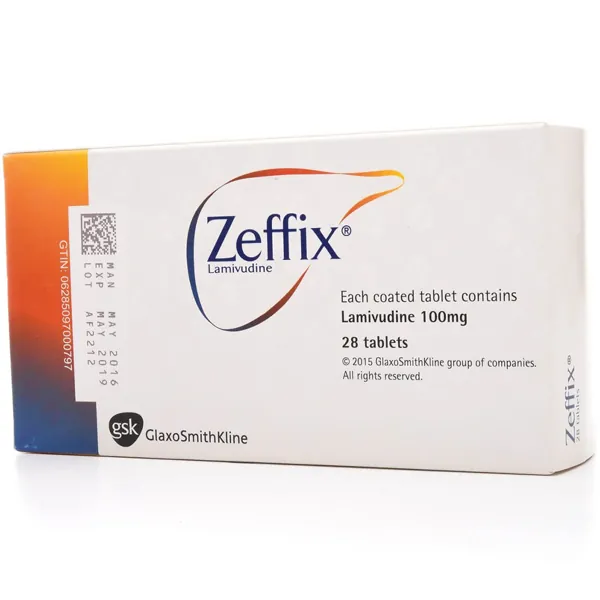 Zeffix®
Lamivudine
Each coated tablet contains
Lamivudine 100mg
28 tablets
© 2015 GlaxoSmithKline group of companies.
All rights reserved.
gsk GlaxoSmithKline
GTIN: 06285097000797
MAN MAY 2016
EXP MAY 2019
LOT AF2212
Zeffix®
28 tablets